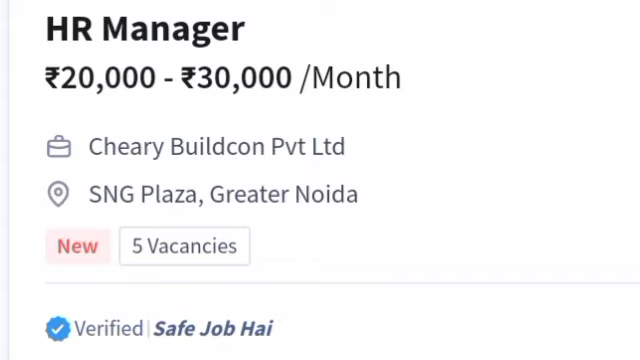 HR Manager
₹20,000 - ₹30,000 /Month
Cheary Buildcon Pvt Ltd
SNG Plaza, Greater Noida
New 5 Vacancies
Verified | Safe Job Hai